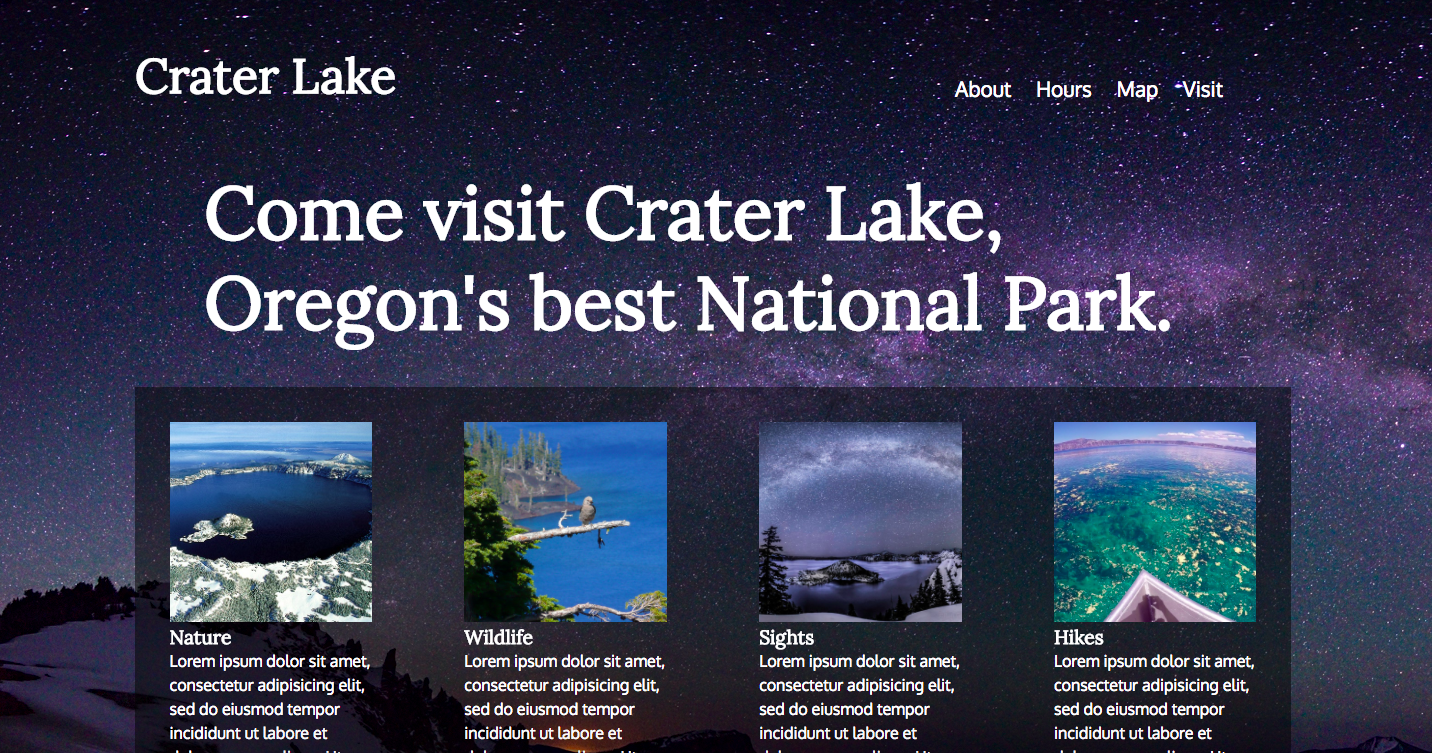 Crater Lake
About Hours Map Visit
Come visit Crater Lake,
Oregon's best National Park.
Nature
Lorem ipsum dolor sit amet,
consectetur adipisicing elit,
sed do eiusmod tempor
incididunt ut labore et
Wildlife
Lorem ipsum dolor sit amet,
consectetur adipisicing elit,
sed do eiusmod tempor
incididunt ut labore et
Sights
Lorem ipsum dolor sit amet,
consectetur adipisicing elit,
sed do eiusmod tempor
incididunt ut labore et
Hikes
Lorem ipsum dolor sit amet,
consectetur adipisicing elit,
sed do eiusmod tempor
incididunt ut labore et